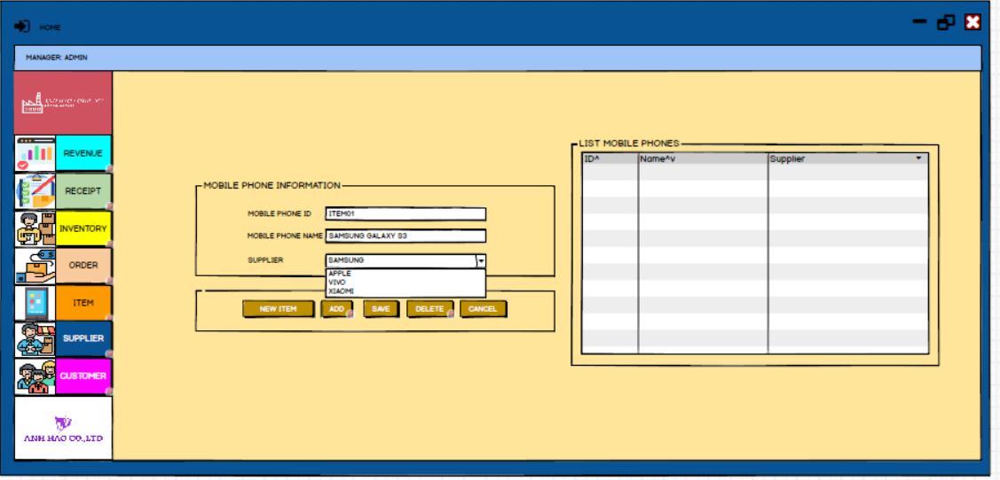 HOME
MANAGER: ADMIN
REVENUE
RECEIPT
INVENTORY
ORDER
ITEM
SUPPLIER
CUSTOMER
ANH HAO CO.,LTD
MOBILE PHONE INFORMATION
MOBILE PHONE ID ITEM01
MOBILE PHONE NAME SAMSUNG GALAXY S3
SUPPLIER SAMSUNG
APPLE
VIVO
XIAOMI
NEW ITEM ADD SAVE DELETE CANCEL
LIST MOBILE PHONES
ID^ Name^v Supplier